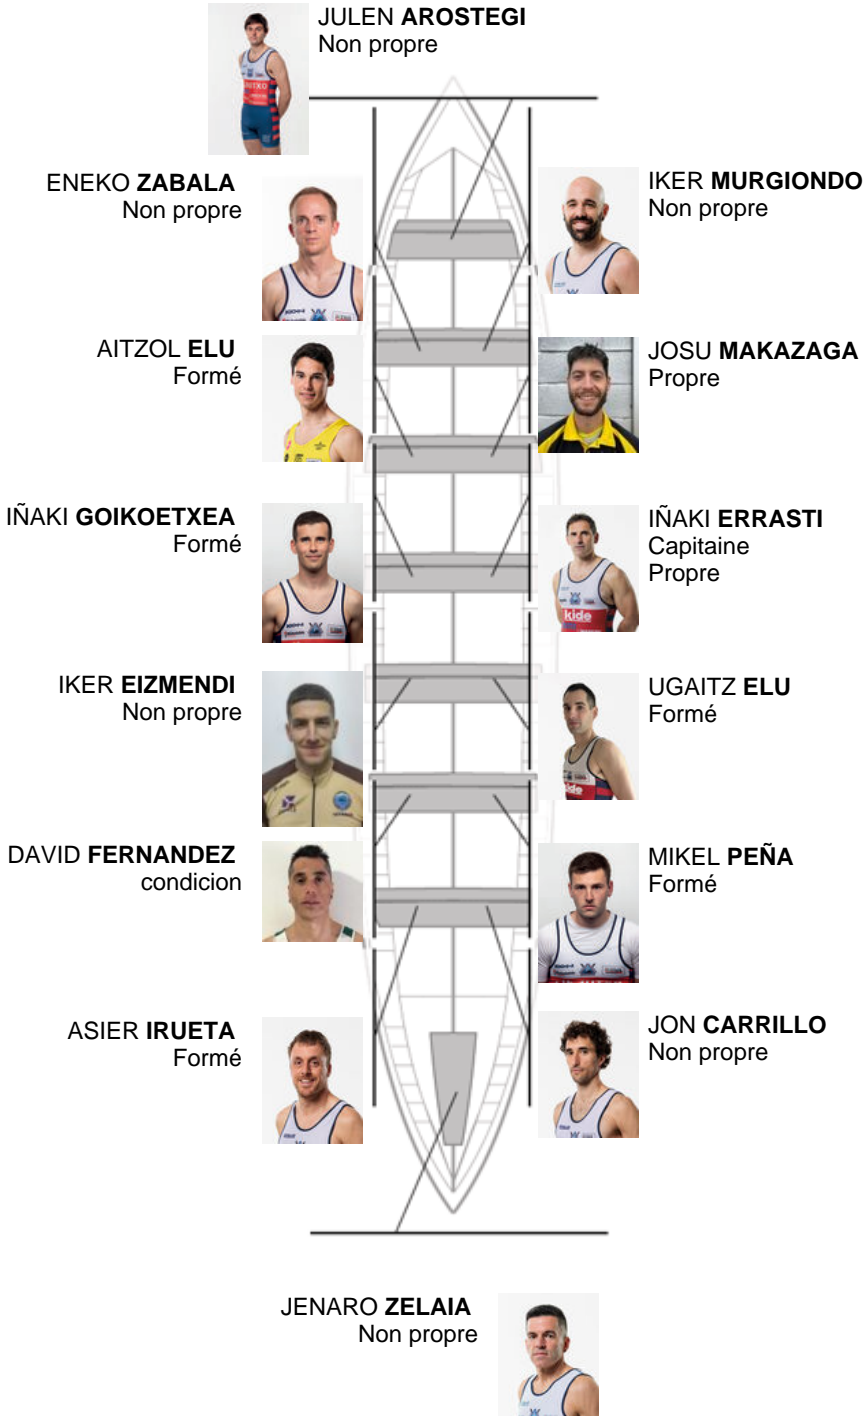 JULEN AROSTEGI
Non propre
ENEKO ZABALA
Non propre
IKER MURGIONDO
Non propre
AITZOL ELU
Formé
JOSU MAKAZAGA
Propre
IÑAKI GOIKOETXEA
Formé
IÑAKI ERRASTI
Capitaine
Propre
kide
IKER EIZMENDI
Non propre
UGAITZ ELU
Formé
kide
DAVID FERNANDEZ
condicion
MIKEL PEÑA
Formé
ASIER IRUETA
Formé
JON CARRILLO
Non propre
JENARO ZELAIA
Non propre